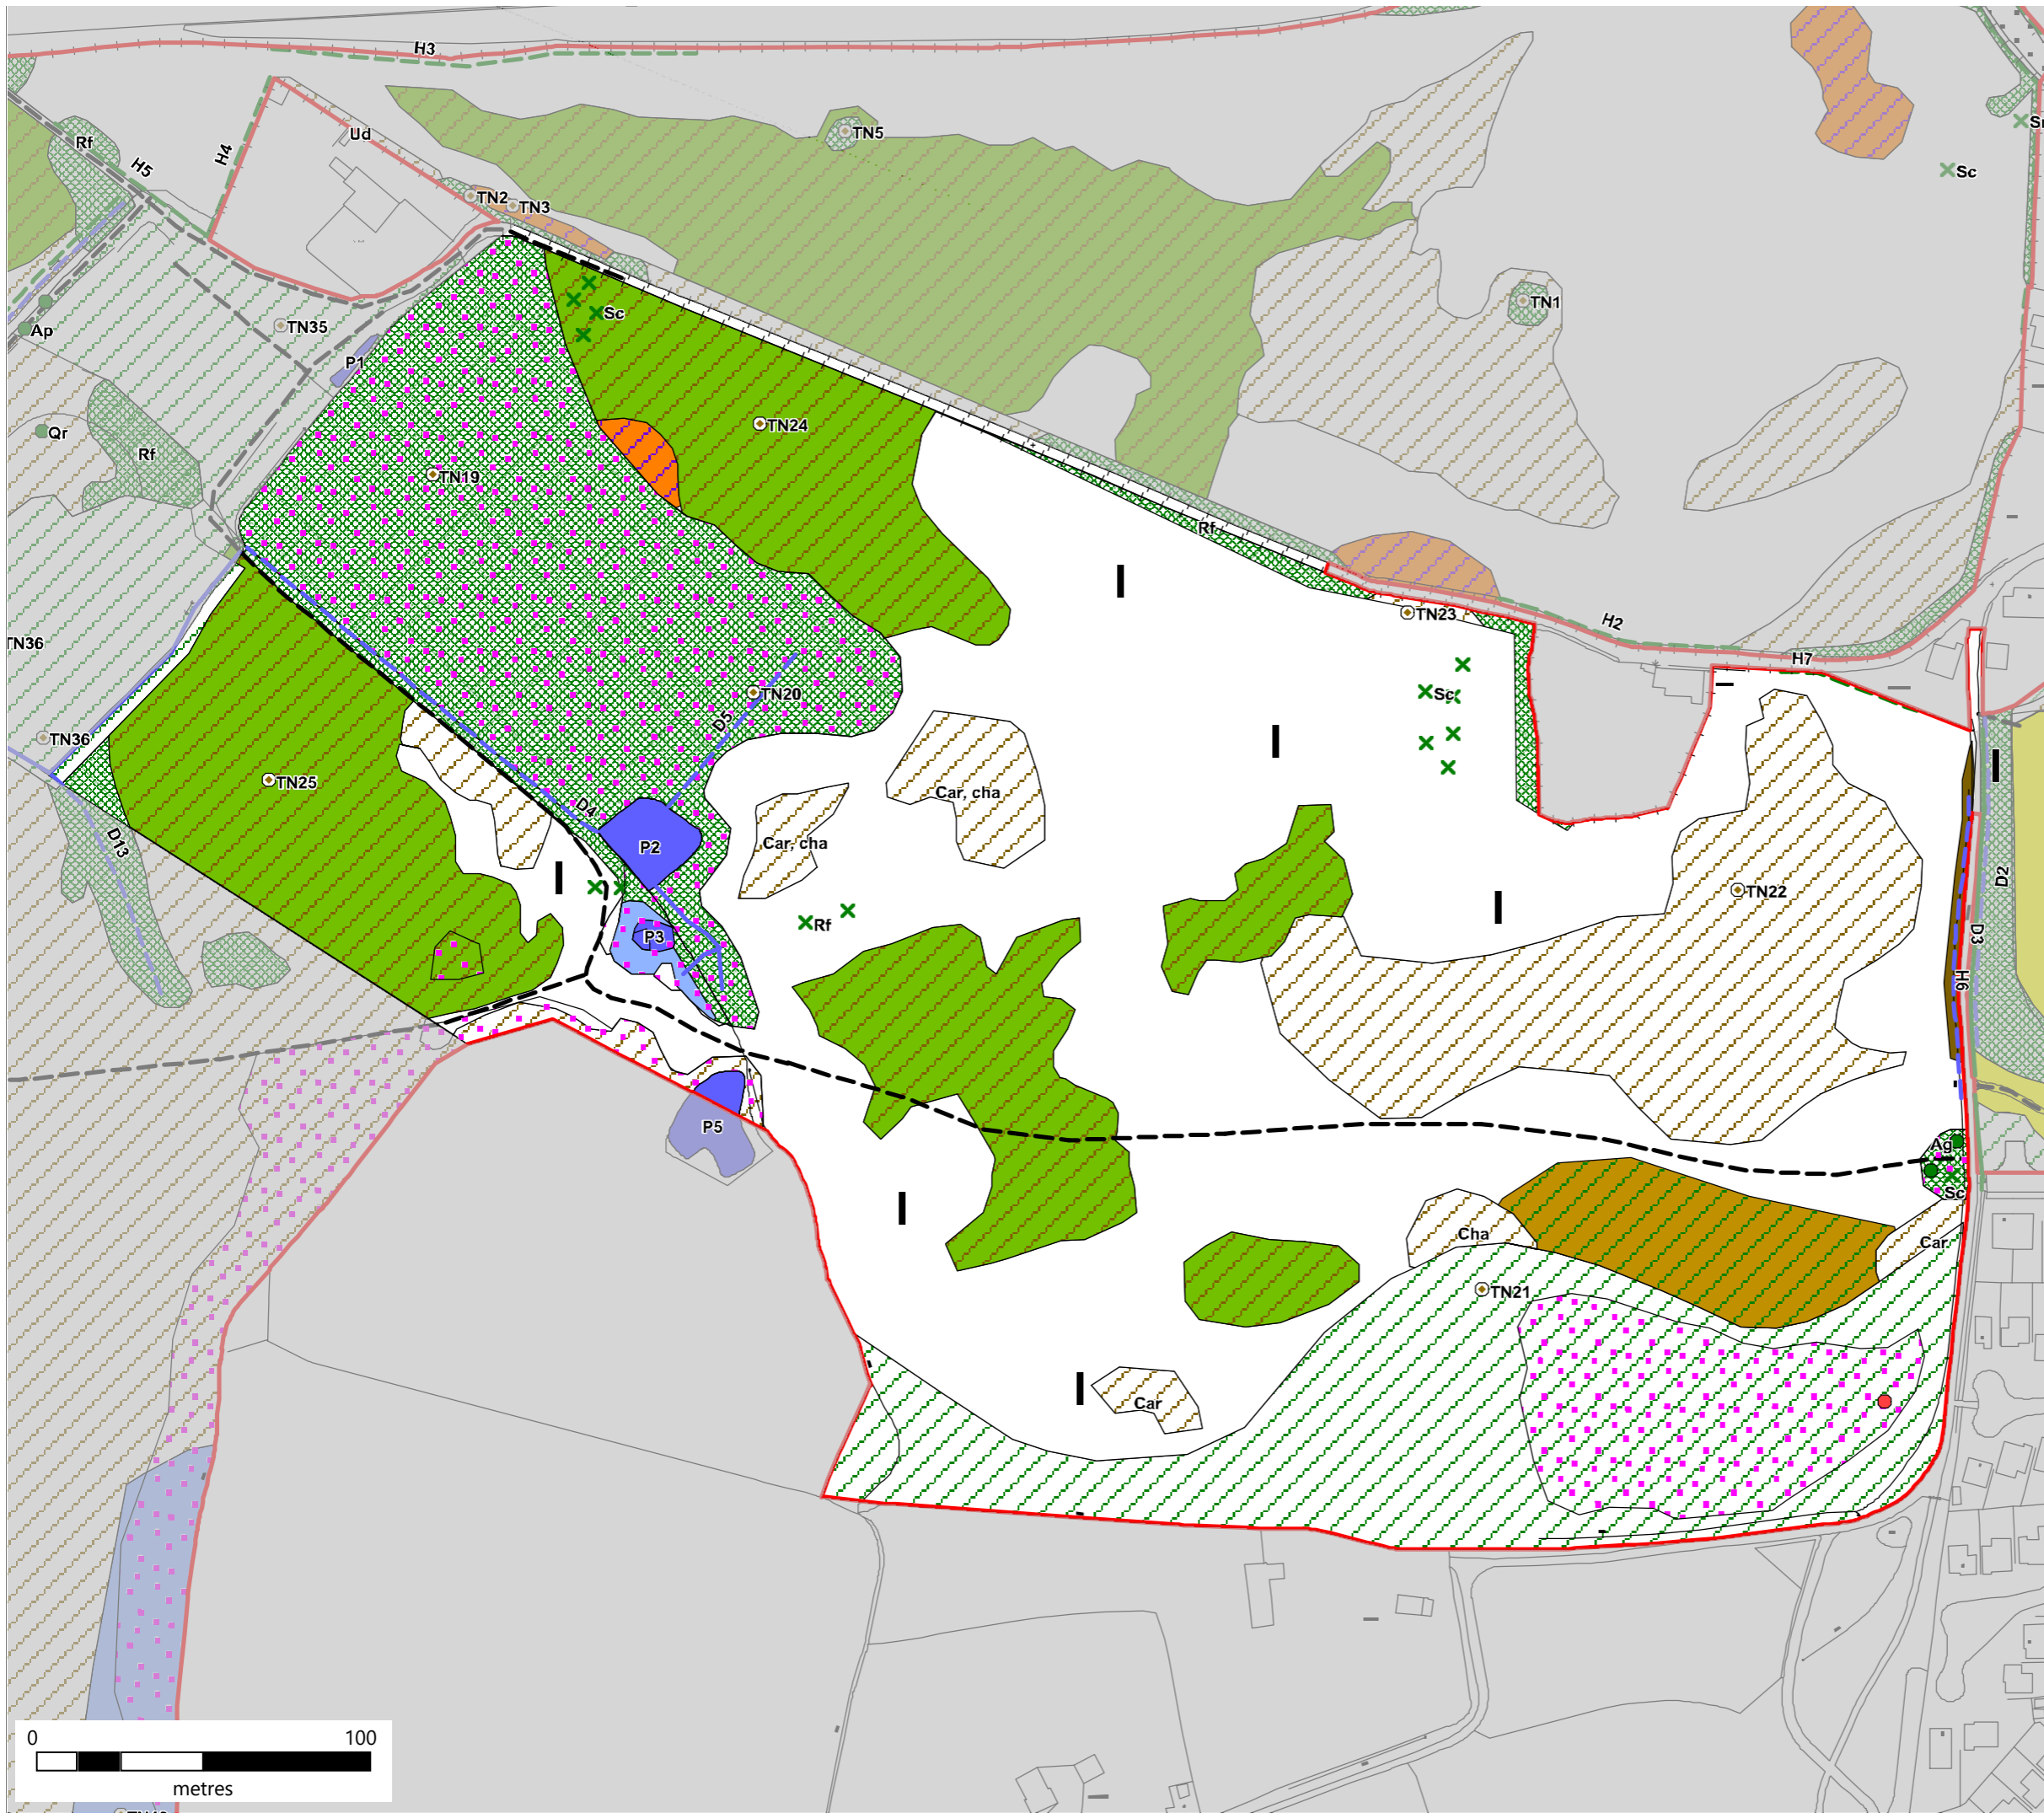 H3
Ud
H4
Rf
H5
TN5
TN2
TN3
Sc
TN35
Ap
P1
Sc
TN1
Qr
Rf
TN24
TN19
Rf
I
TN23
H2
H7
TN36
TN20
Sc
D5
TN36
TN25
I
I
Car, cha
D4
Car, cha
P2
D13
I
TN22
I
D2
Rf
P3
D3
H6
P5
Ag
Sc
I
Cha
Car
TN21
I
Car
0 100
metres